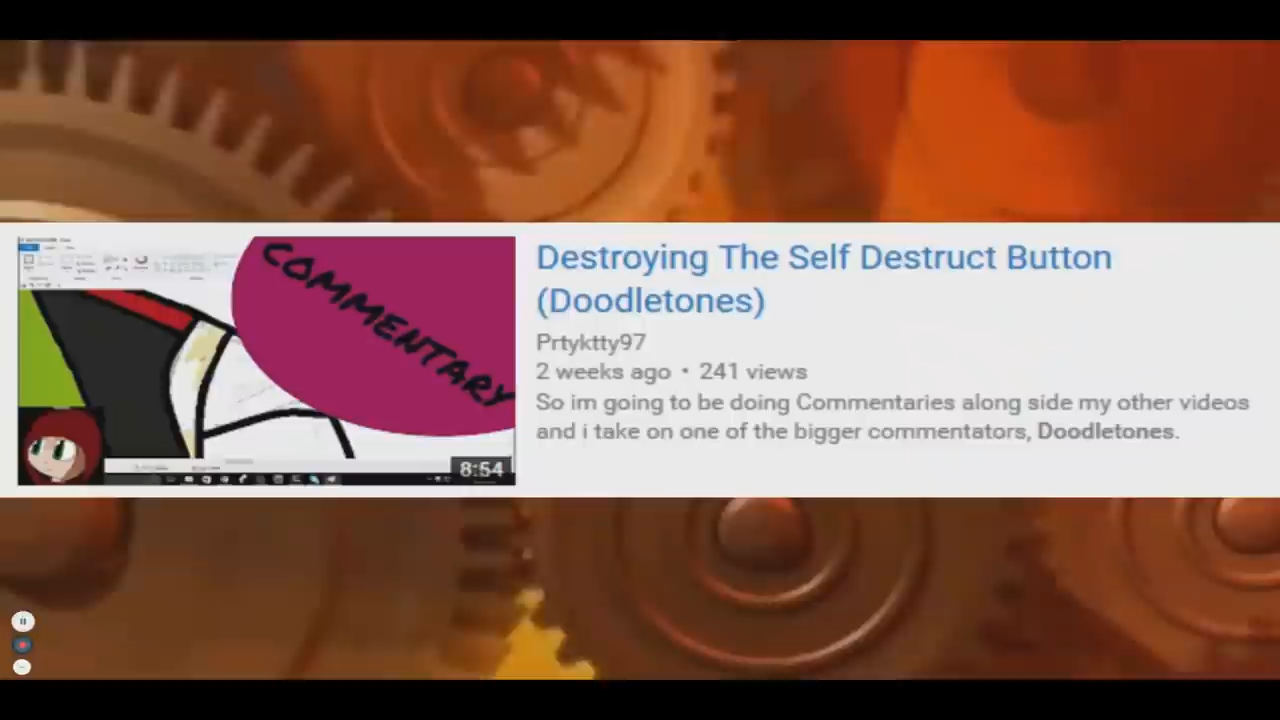 COMMENTARY
8:54
Destroying The Self Destruct Button
(Doodletones)
Prtyktty97
2 weeks ago • 241 views
So im going to be doing Commentaries along side my other videos
and i take on one of the bigger commentators, Doodletones.